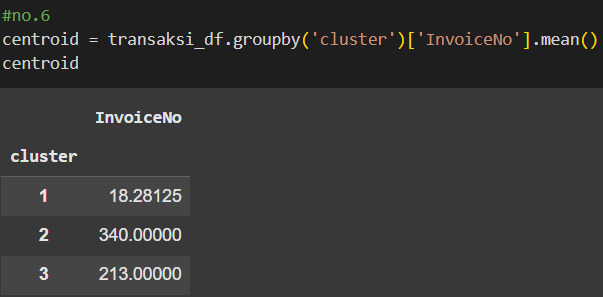 #no.6
centroid = transaksi_df.groupby('cluster')['InvoiceNo'].mean()
centroid
InvoiceNo
cluster
1 18.28125
2 340.00000
3 213.00000